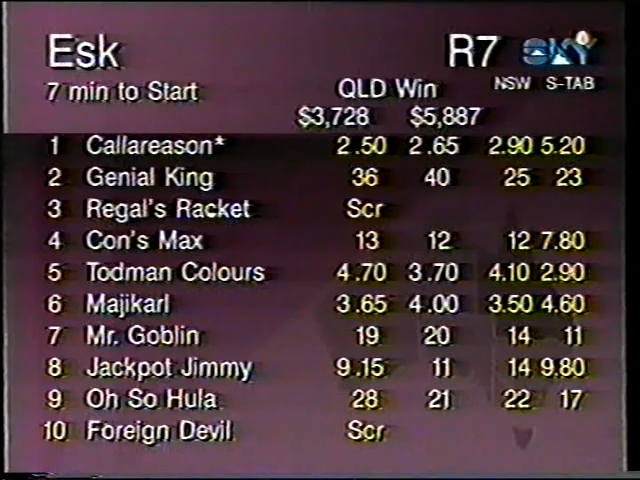 Esk R7 SKY
7 min to Start QLD Win NSW S-TAB
$3,728 $5,887
1 Callareason* 2.50 2.65 2.90 5.20
2 Genial King 36 40 25 23
3 Regal's Racket Scr
4 Con's Max 13 12 12 7.80
5 Todman Colours 4.70 3.70 4.10 2.90
6 Majikarl 3.65 4.00 3.50 4.60
7 Mr. Goblin 19 20 14 11
8 Jackpot Jimmy 9.15 11 14 9.80
9 Oh So Hula 28 21 22 17
10 Foreign Devil Scr